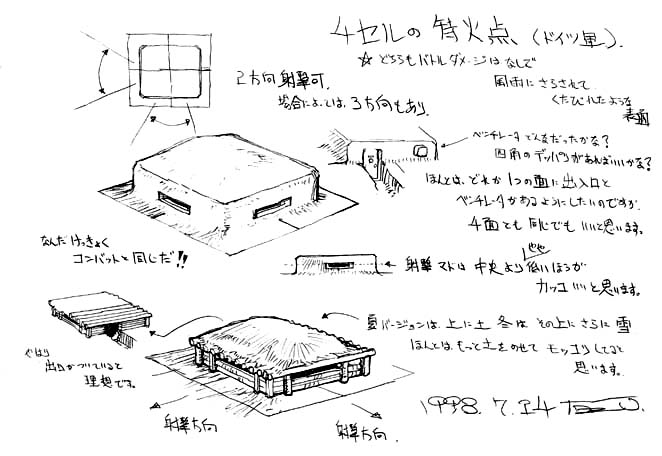 4セルの特火点 (ドイツ軍).
☆ どちらもバトルダメージはなしで
風雨にさらされて
くたびれたような
表面
2方向射撃可.
場合によっては、3方向もあり.
ベンチレータてどんなだったかな?
四角のデッパリがあればいいかな?
ほんとは、どれか1つの面に出入口と
ベンチレータがあるようにしたいのですが、
4面とも同じでもいいと思います。
なんだけっきょく
コンバットと同じだ!!
やや
射撃マドは中央より低いほうが
カッコいいと思います。
夏バージョンは、上に土 冬は その上にさらに 雪
ほんとは、もっと土をのせて モッコリしてると
思います.
やはり
出入口がついていると
理想です。
射撃方向
射撃方向.
1998. 7. 24